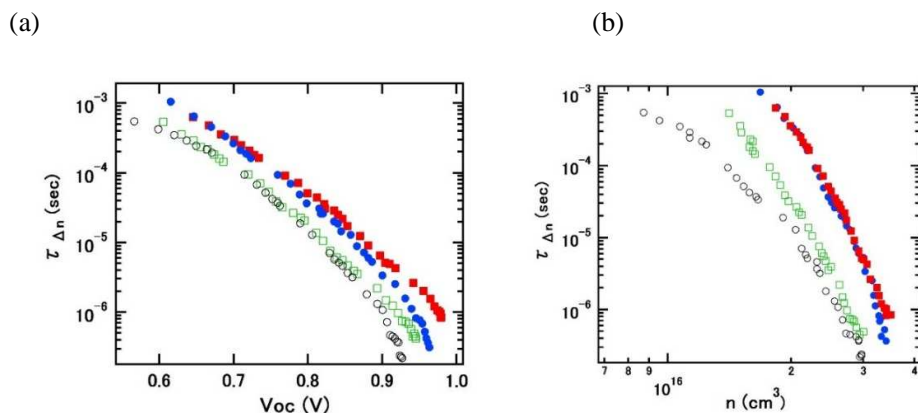 (a) (b)
10⁻³
10⁻⁴
10⁻⁵
10⁻⁶
τ Δn (sec)
0.6 0.7 0.8 0.9 1.0
Voc (V)
10⁻³
10⁻⁴
10⁻⁵
10⁻⁶
τ Δn (sec)
7 8 9 2 3 4
10¹⁶
n (cm³)